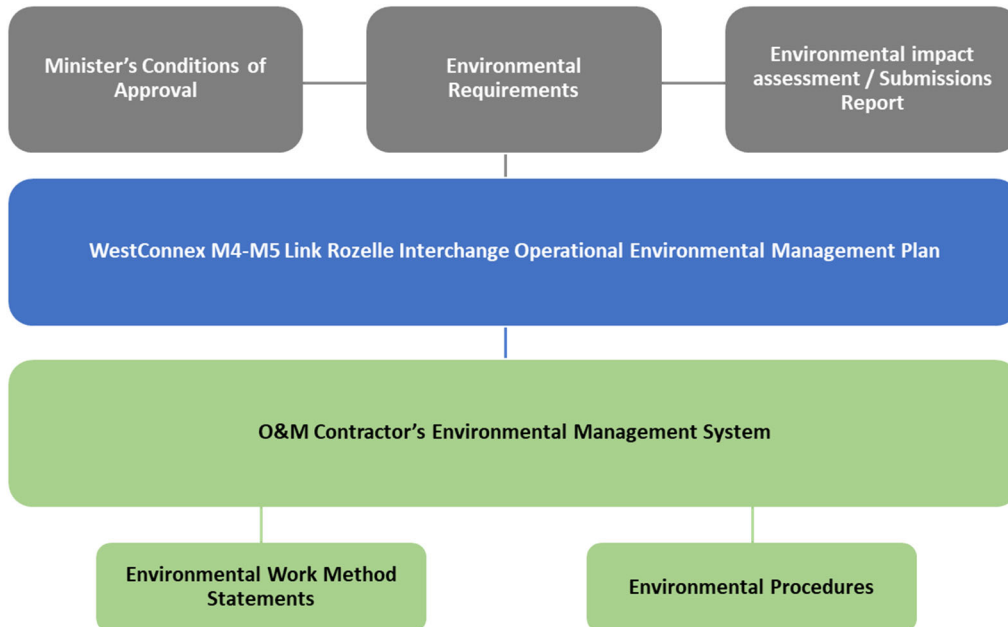 Minister's Conditions of
Approval
Environmental
Requirements
Environmental impact
assessment / Submissions
Report
WestConnex M4-M5 Link Rozelle Interchange Operational Environmental Management Plan
O&M Contractor's Environmental Management System
Environmental Work Method
Statements
Environmental Procedures